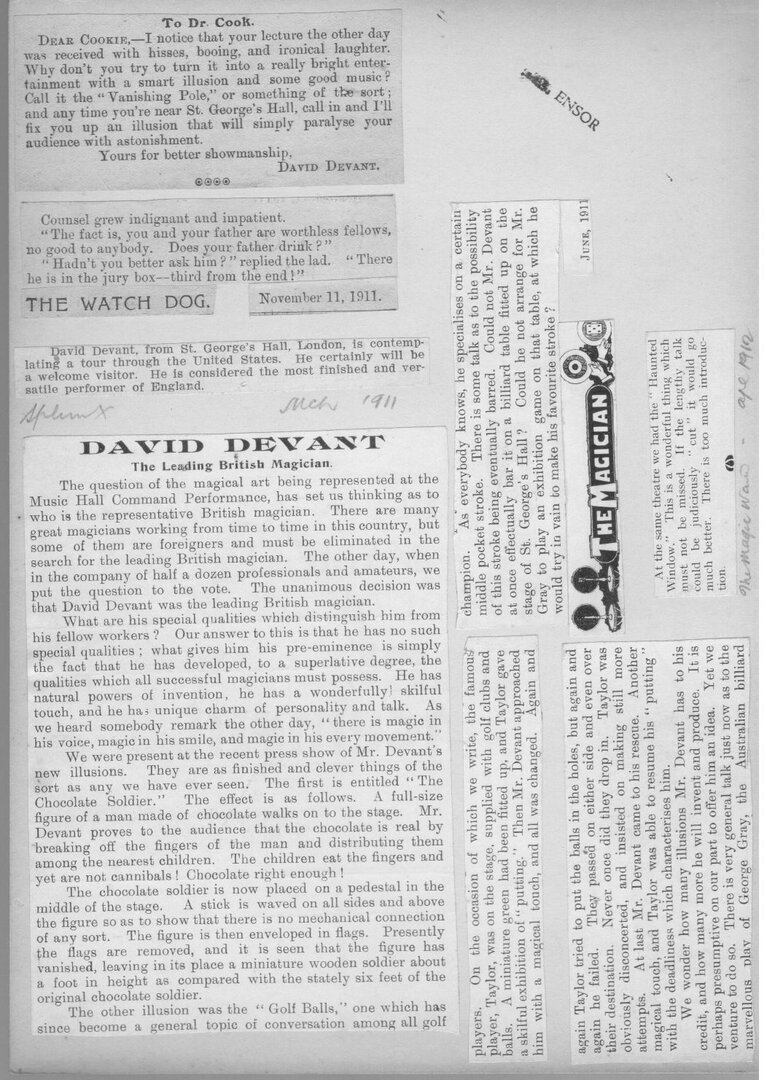 To Dr. Cook.
DEAR COOKIE,—I notice that your lecture the other day
was received with hisses, booing, and ironical laughter.
Why don't you try to turn it into a really bright enter-
tainment with a smart illusion and some good music?
Call it the "Vanishing Pole," or something of the sort;
and any time you're near St. George's Hall, call in and I'll
fix you up an illusion that will simply paralyse your
audience with astonishment.
Yours for better showmanship,
DAVID DEVANT.
Counsel grew indignant and impatient.
"The fact is, you and your father are worthless fellows,
no good to anybody. Does your father drink?"
"Hadn't you better ask him?" replied the lad. "There
he is in the jury box—third from the end!"
THE WATCH DOG.
November 11, 1911.
David Devant, from St. George's Hall, London, is contemp-
lating a tour through the United States. He certainly will be
a welcome visitor. He is considered the most finished and ver-
satile performer of England.
Sphinx
Mch 1911
DAVID DEVANT
The Leading British Magician.
The question of the magical art being represented at the
Music Hall Command Performance, has set us thinking as to
who is the representative British magician. There are many
great magicians working from time to time in this country, but
some of them are foreigners and must be eliminated in the
search for the leading British magician. The other day, when
in the company of half a dozen professionals and amateurs, we
put the question to the vote. The unanimous decision was
that David Devant was the leading British magician.
What are his special qualities which distinguish him from
his fellow workers? Our answer to this is that he has no such
special qualities; what gives him his pre-eminence is simply
the fact that he has developed, to a superlative degree, the
qualities which all successful magicians must possess. He has
natural powers of invention, he has a wonderfully skilful
touch, and he has unique charm of personality and talk. As
we heard somebody remark the other day, "there is magic in
his voice, magic in his smile, and magic in his every movement."
We were present at the recent press show of Mr. Devant's
new illusions. They are as finished and clever things of the
sort as any we have ever seen. The first is entitled "The
Chocolate Soldier." The effect is as follows. A full-size
figure of a man made of chocolate walks on to the stage. Mr.
Devant proves to the audience that the chocolate is real by
breaking off the fingers of the man and distributing them
among the nearest children. The children eat the fingers and
yet are not cannibals! Chocolate right enough!
The chocolate soldier is now placed on a pedestal in the
middle of the stage. A stick is waved on all sides and above
the figure so as to show that there is no mechanical connection
of any sort. The figure is then enveloped in flags. Presently
the flags are removed, and it is seen that the figure has
vanished, leaving in its place a miniature wooden soldier about
a foot in height as compared with the stately six feet of the
original chocolate soldier.
The other illusion was the "Golf Balls," one which has
since become a general topic of conversation among all golf
players. On the occasion of which we write, the famous
player, Taylor, was on the stage, supplied with golf clubs and
balls. A miniature green had been fitted up, and Taylor gave
a skilful exhibition of "putting." Then Mr. Devant approached
him with a magical touch, and all was changed. Again and
again Taylor tried to put the balls in the holes, but again and
again he failed. They passed on either side and even over
their destination. Never once did they drop in. Taylor was
obviously disconcerted, and insisted on making still more
attempts. At last Mr. Devant came to his rescue. Another
magical touch, and Taylor was able to resume his "putting"
with the deadliness which characterises him.
We wonder how many illusions Mr. Devant has to his
credit, and how many more he will invent and produce. It is
perhaps presumptive on our part to offer him an idea. Yet we
venture to do so. There is very general talk just now as to the
marvellous play of George Gray, the Australian billiard
champion. As everybody knows, he specialises on a certain
middle pocket stroke. There is some talk as to the possibility
of this stroke being eventually barred. Could not Mr. Devant
at once effectually bar it on a billiard table fitted up on the
stage of St. George's Hall? Could he not arrange for Mr.
Gray to play an exhibition game on that table, at which he
would try in vain to make his favourite stroke?
THE MAGICIAN
JUNE, 1911
At the same theatre we had the "Haunted
Window." This is a wonderful thing which
must not be missed. If the lengthy talk
could be judiciously "cut" it would go
much better. There is too much introduc-
tion.
The Magic Wand - apl 1912
ENSOR